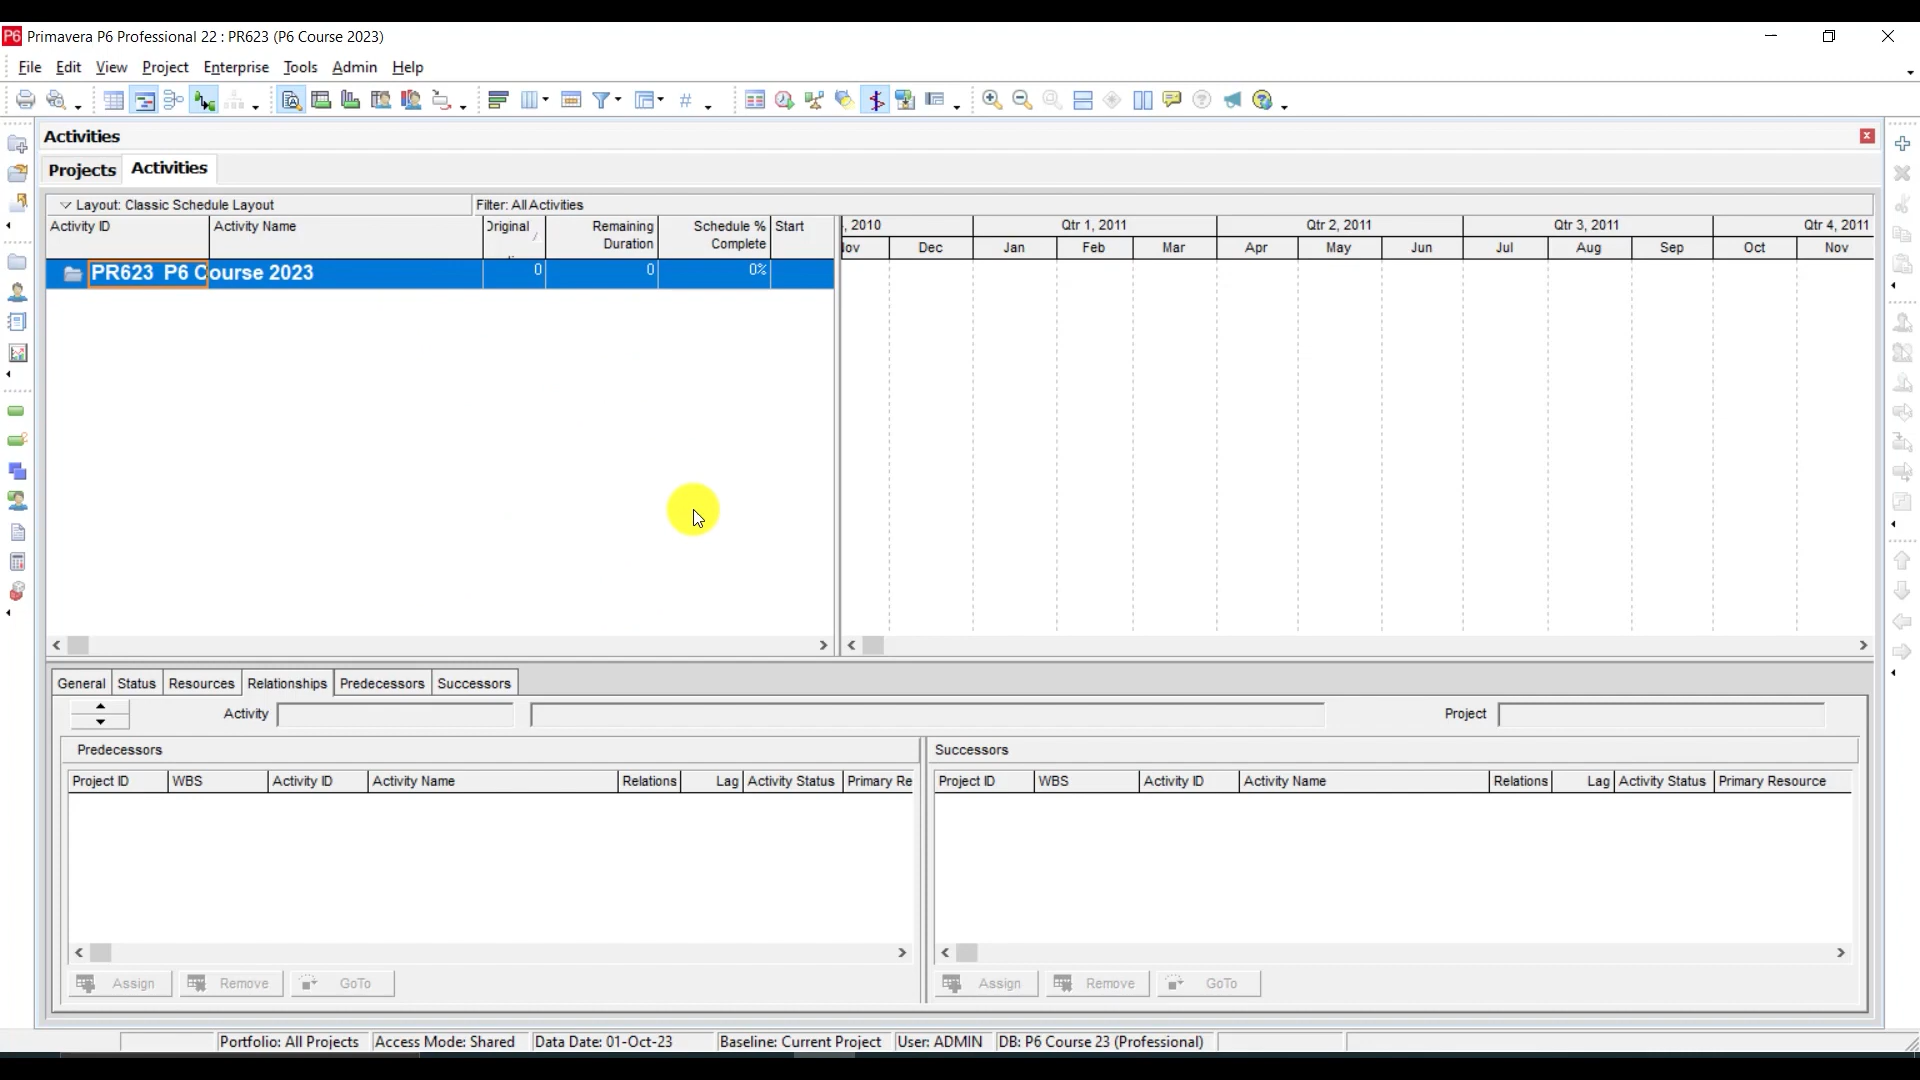 P6 Primavera P6 Professional 22 : PR623 (P6 Course 2023)
File Edit View Project Enterprise Tools Admin Help
Activities
Projects Activities
Layout: Classic Schedule Layout Filter: All Activities
Activity ID Activity Name Original Remaining Duration Schedule % Complete Start
, 2010 Qtr 1, 2011 Qtr 2, 2011 Qtr 3, 2011 Qtr 4, 2011
Nov Dec Jan Feb Mar Apr May Jun Jul Aug Sep Oct Nov
PR623 P6 Course 2023 0 0 0%
General Status Resources Relationships Predecessors Successors
Activity Project
Predecessors Successors
Project ID WBS Activity ID Activity Name Relations Lag Activity Status Primary Re Project ID WBS Activity ID Activity Name Relations Lag Activity Status Primary Resource
Assign Remove GoTo Assign Remove GoTo
Portfolio: All Projects Access Mode: Shared Data Date: 01-Oct-23 Baseline: Current Project User: ADMIN DB: P6 Course 23 (Professional)